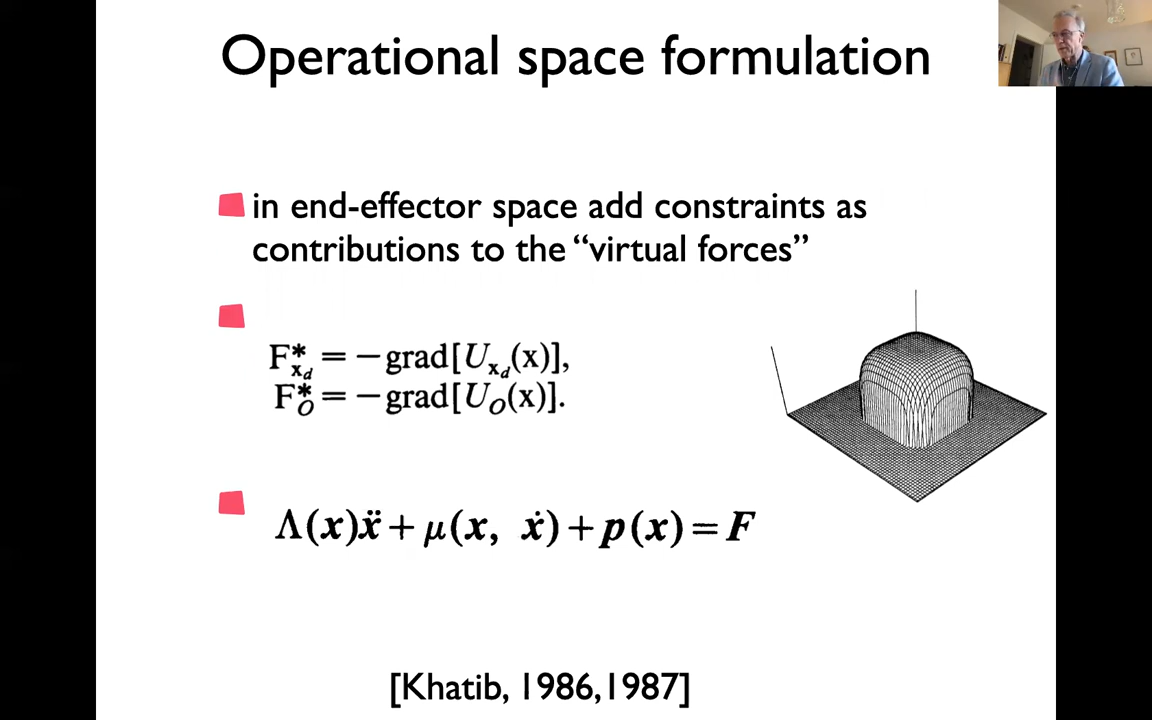 Operational space formulation
in end-effector space add constraints as
contributions to the “virtual forces”
F*ₓd = −grad[Uₓd(x)],
F*O = −grad[UO(x)].
Λ(x)ẍ + μ(x, ẋ) + p(x) = F
[Khatib, 1986,1987]